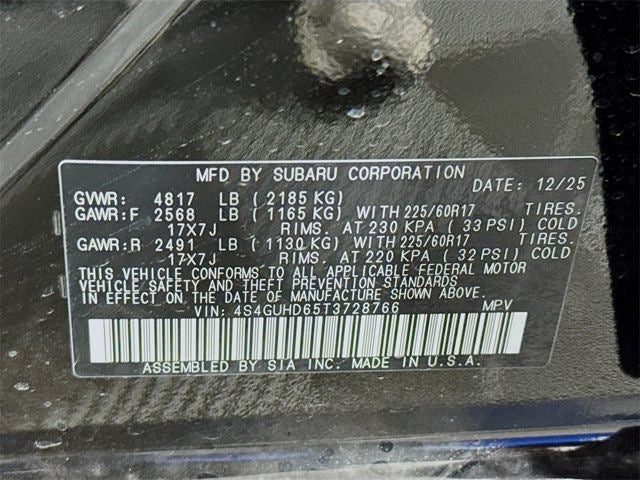 MFD BY SUBARU CORPORATION
DATE: 12/25
GVWR: 4817 LB (2185 KG)
GAWR:F 2568 LB (1165 KG) WITH 225/60R17 TIRES.
17X7J RIMS. AT 230 KPA ( 33 PSI) COLD
GAWR:R 2491 LB (1130 KG) WITH 225/60R17 TIRES.
17X7J RIMS. AT 220 KPA ( 32 PSI) COLD
THIS VEHICLE CONFORMS TO ALL APPLICABLE FEDERAL MOTOR
VEHICLE SAFETY AND THEFT PREVENTION STANDARDS IN
EFFECT ON THE DATE OF MANUFACTURE SHOWN ABOVE.
VIN: 4S4GUHD65T3728766 MPV
ASSEMBLED BY SIA INC. MADE IN U.S.A.